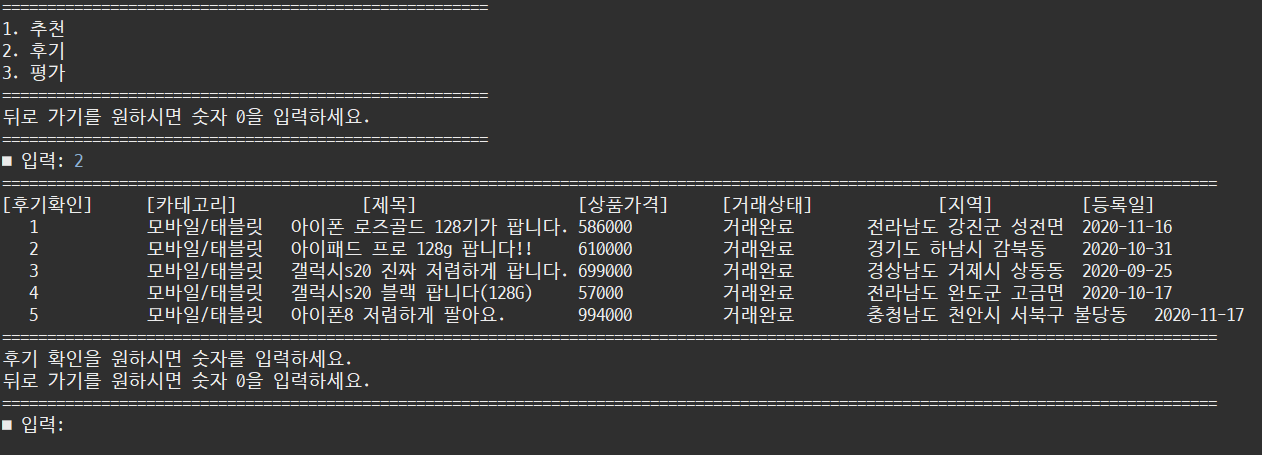 ======================================================
1. 추천
2. 후기
3. 평가
======================================================
뒤로 가기를 원하시면 숫자 0을 입력하세요.
======================================================
■ 입력: 2
=======================================================================================================================================
[후기확인] [카테고리] [제목] [상품가격] [거래상태] [지역] [등록일]
1 모바일/태블릿 아이폰 로즈골드 128기가 팝니다. 586000 거래완료 전라남도 강진군 성전면 2020-11-16
2 모바일/태블릿 아이패드 프로 128g 팝니다!! 610000 거래완료 경기도 하남시 감북동 2020-10-31
3 모바일/태블릿 갤럭시s20 진짜 저렴하게 팝니다. 699000 거래완료 경상남도 거제시 상동동 2020-09-25
4 모바일/태블릿 갤럭시s20 블랙 팝니다(128G) 57000 거래완료 전라남도 완도군 고금면 2020-10-17
5 모바일/태블릿 아이폰8 저렴하게 팔아요. 994000 거래완료 충청남도 천안시 서북구 불당동 2020-11-17
=======================================================================================================================================
후기 확인을 원하시면 숫자를 입력하세요.
뒤로 가기를 원하시면 숫자 0을 입력하세요.
=======================================================================================================================================
■ 입력: